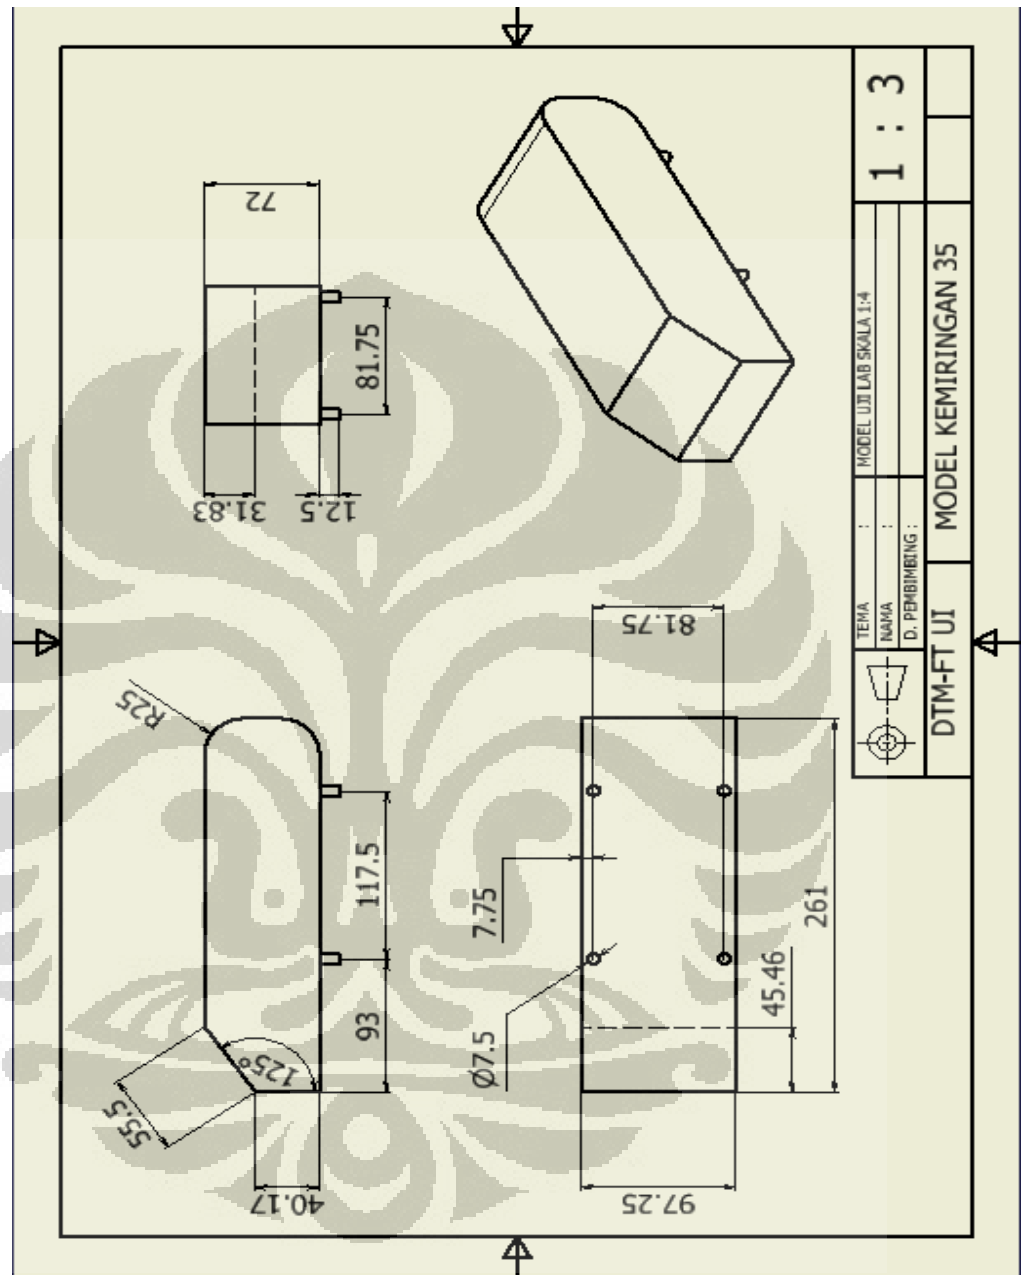 72
81.75
31.83
12.5
R25
117.5
93
125°
55.5
40.17
81.75
7.75
Ø7.5
261
45.46
97.25
TEMA :
MODEL UJI LAB SKALA 1:4
NAMA :
D. PEMBIMBING :
1 : 3
DTM-FT UI
MODEL KEMIRINGAN 35